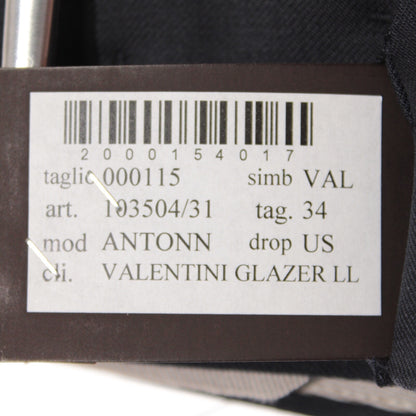 2000154017
taglio 000115 simb VAL
art. 103504/31 tag. 34
mod ANTONN drop US
cli. VALENTINI GLAZER LL